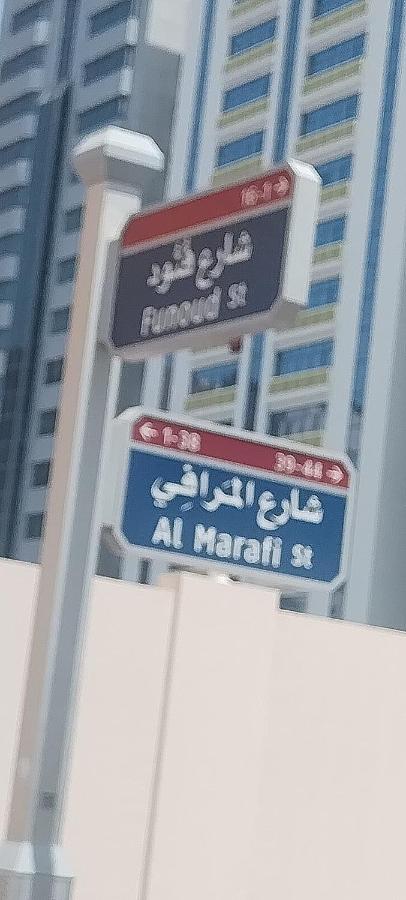 16-1 →
شارع فنود
Funoud St
← 1-38 39-44 →
شارع المرافي
Al Marafi St